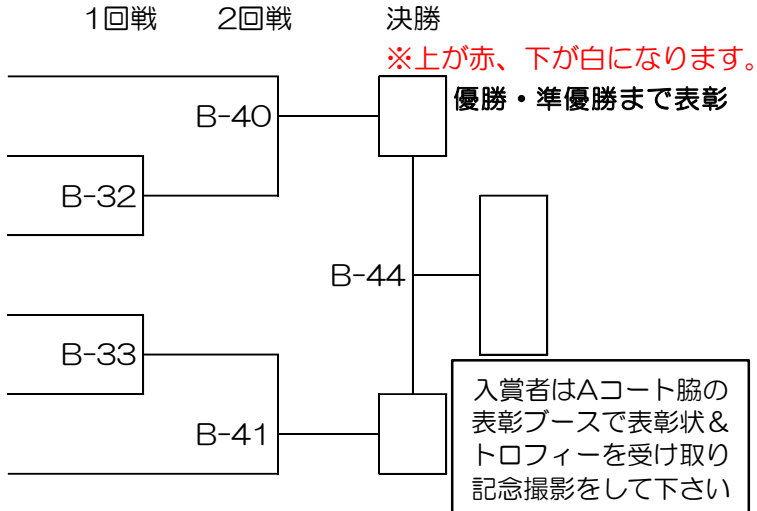 1回戦 2回戦 決勝
※上が赤、下が白になります。
優勝・準優勝まで表彰
B-40
B-32
B-44
B-33
B-41
入賞者はAコート脇の
表彰ブースで表彰状&
トロフィーを受け取り
記念撮影をして下さい